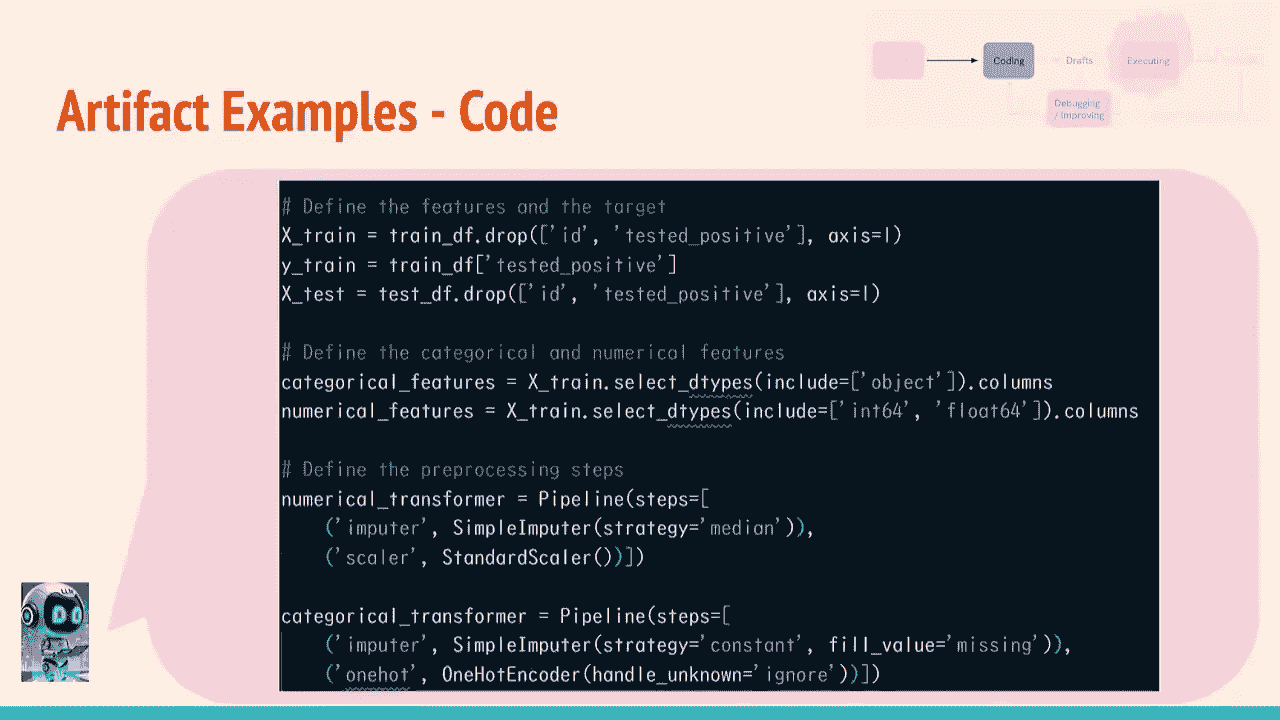 Coding
Drafts
Executing
Debugging
/ Improving
Artifact Examples - Code
# Define the features and the target
X_train = train_df.drop(['id', 'tested_positive'], axis=1)
y_train = train_df['tested_positive']
X_test = test_df.drop(['id', 'tested_positive'], axis=1)
# Define the categorical and numerical features
categorical_features = X_train.select_dtypes(include=['object']).columns
numerical_features = X_train.select_dtypes(include=['int64', 'float64']).columns
# Define the preprocessing steps
numerical_transformer = Pipeline(steps=[
('imputer', SimpleImputer(strategy='median')),
('scaler', StandardScaler())])
categorical_transformer = Pipeline(steps=[
('imputer', SimpleImputer(strategy='constant', fill_value='missing')),
('onehot', OneHotEncoder(handle_unknown='ignore'))])
LLM